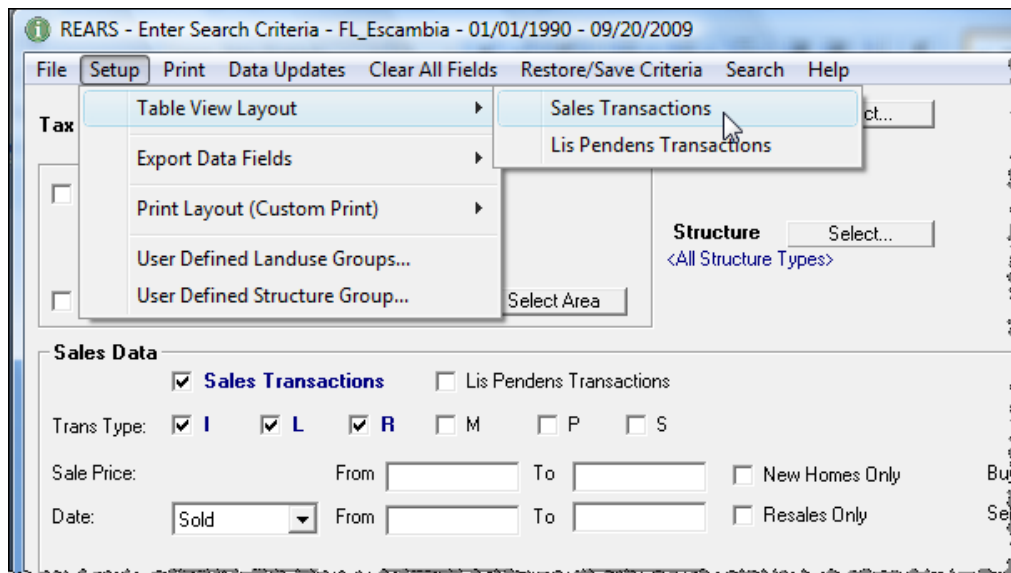 REARS - Enter Search Criteria - FL_Escambia - 01/01/1990 - 09/20/2009
File Setup Print Data Updates Clear All Fields Restore/Save Criteria Search Help
Table View Layout
Sales Transactions
Lis Pendens Transactions
Export Data Fields
Print Layout (Custom Print)
User Defined Landuse Groups...
User Defined Structure Group...
Tax
ct...
Structure Select...
<All Structure Types>
Select Area
Sales Data
Sales Transactions Lis Pendens Transactions
Trans Type: I L R M P S
Sale Price: From To New Homes Only
Date: Sold From To Resales Only